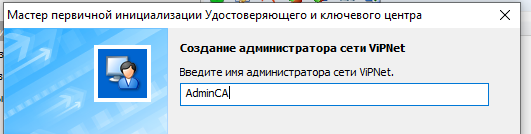 Мастер первичной инициализации Удостоверяющего и ключевого центра
Создание администратора сети ViPNet
Введите имя администратора сети ViPNet.
AdminCA